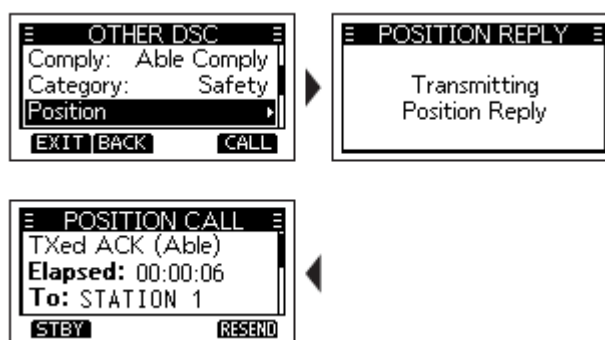 OTHER DSC
Comply: Able Comply
Category: Safety
Position
EXIT BACK CALL
POSITION REPLY
Transmitting
Position Reply
POSITION CALL
TXed ACK (Able)
Elapsed: 00:00:06
To: STATION 1
STBY RESEND